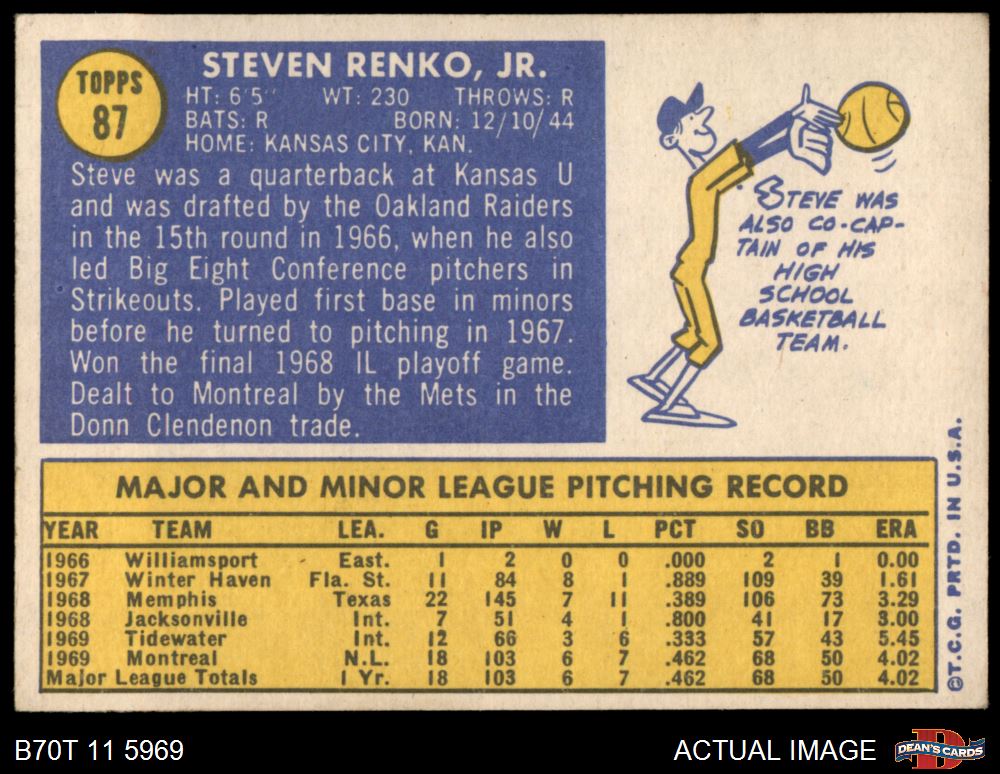 TOPPS
87
STEVEN RENKO, JR.
HT: 6'5" WT: 230 THROWS: R
BATS: R BORN: 12/10/44
HOME: KANSAS CITY, KAN.
Steve was a quarterback at Kansas U
and was drafted by the Oakland Raiders
in the 15th round in 1966, when he also
led Big Eight Conference pitchers in
Strikeouts. Played first base in minors
before he turned to pitching in 1967.
Won the final 1968 IL playoff game.
Dealt to Montreal by the Mets in the
Donn Clendenon trade.
STEVE WAS
ALSO CO-CAP-
TAIN OF HIS
HIGH
SCHOOL
BASKETBALL
TEAM.
MAJOR AND MINOR LEAGUE PITCHING RECORD
YEAR TEAM LEA. G IP W L PCT SO BB ERA
1966 Williamsport East. 1 2 0 0 .000 2 1 0.00
1967 Winter Haven Fla. St. 11 84 8 1 .889 109 39 1.61
1968 Memphis Texas 22 145 7 11 .389 106 73 3.29
1968 Jacksonville Int. 7 51 4 1 .800 41 17 3.00
1969 Tidewater Int. 12 66 3 6 .333 57 43 5.45
1969 Montreal N.L. 18 103 6 7 .462 68 50 4.02
Major League Totals 1 Yr. 18 103 6 7 .462 68 50 4.02
©T.C.G. PRTD. IN U.S.A.
B70T 11 5969
ACTUAL IMAGE
DEAN'S CARDS